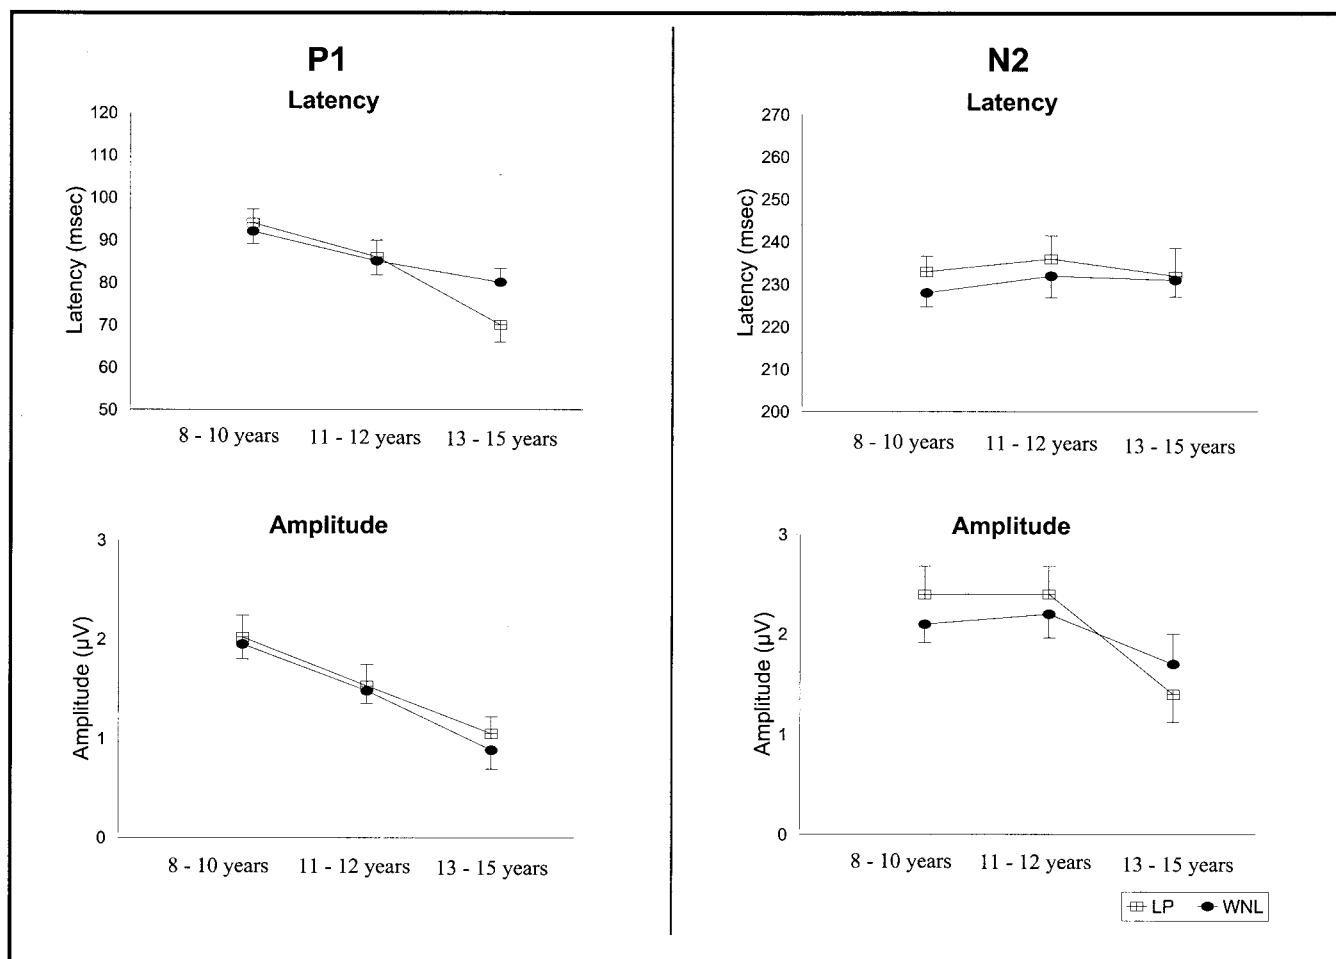 P1
Latency
Latency (msec)
120
110
100
90
80
70
60
50
8 - 10 years
11 - 12 years
13 - 15 years
Amplitude
Amplitude (µV)
3
2
1
0
8 - 10 years
11 - 12 years
13 - 15 years
N2
Latency
Latency (msec)
270
260
250
240
230
220
210
200
8 - 10 years
11 - 12 years
13 - 15 years
Amplitude
Amplitude (µV)
3
2
1
0
8 - 10 years
11 - 12 years
13 - 15 years
LP WNL